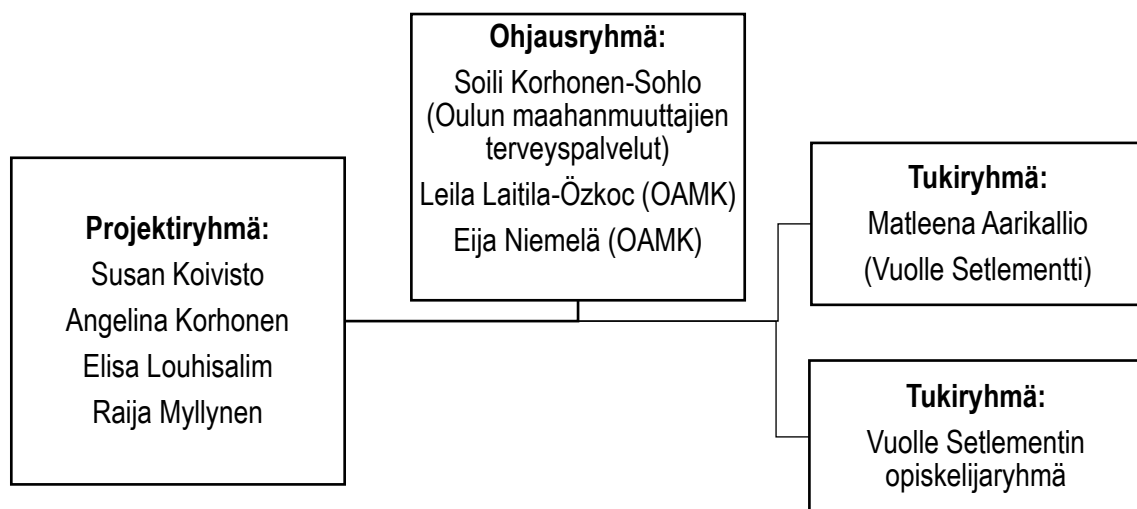 Ohjausryhmä:
Soili Korhonen-Sohlo
(Oulun maahanmuuttajien
terveyspalvelut)
Leila Laitila-Özkoc (OAMK)
Eija Niemelä (OAMK)
Projektiryhmä:
Susan Koivisto
Angelina Korhonen
Elisa Louhisalim
Raija Myllynen
Tukiryhmä:
Matleena Aarikallio
(Vuolle Setlementti)
Tukiryhmä:
Vuolle Setlementin
opiskelijaryhmä